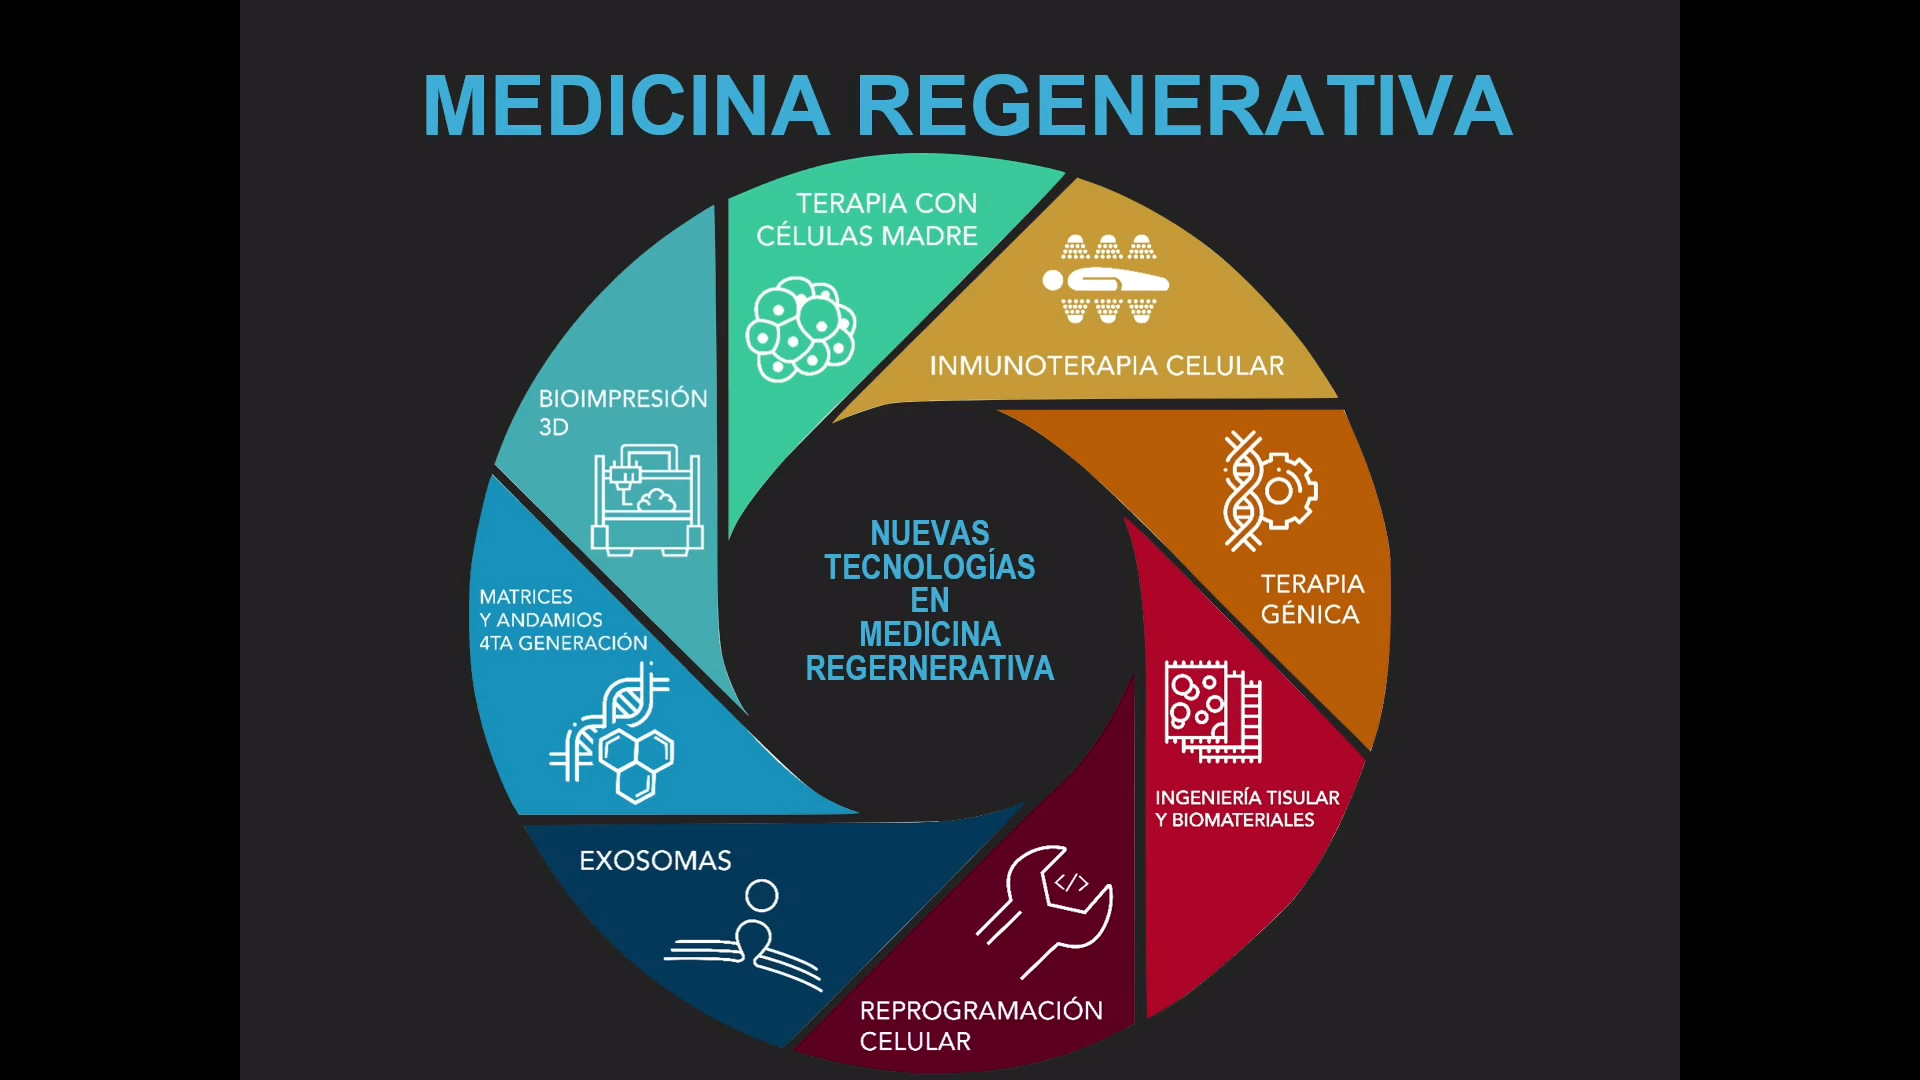 MEDICINA REGENERATIVA
TERAPIA CON
CÉLULAS MADRE
INMUNOTERAPIA CELULAR
TERAPIA
GÉNICA
INGENIERÍA TISULAR
Y BIOMATERIALES
REPROGRAMACIÓN
CELULAR
</>
EXOSOMAS
MATRICES
Y ANDAMIOS
4TA GENERACIÓN
BIOIMPRESIÓN
3D
NUEVAS
TECNOLOGÍAS
EN
MEDICINA
REGERNERATIVA